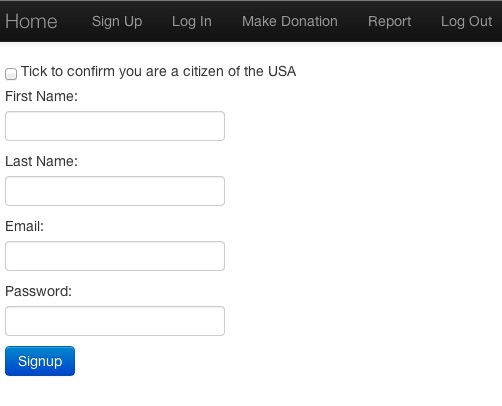 Home Sign Up Log In Make Donation Report Log Out
Tick to confirm you are a citizen of the USA
First Name:
Last Name:
Email:
Password:
Signup